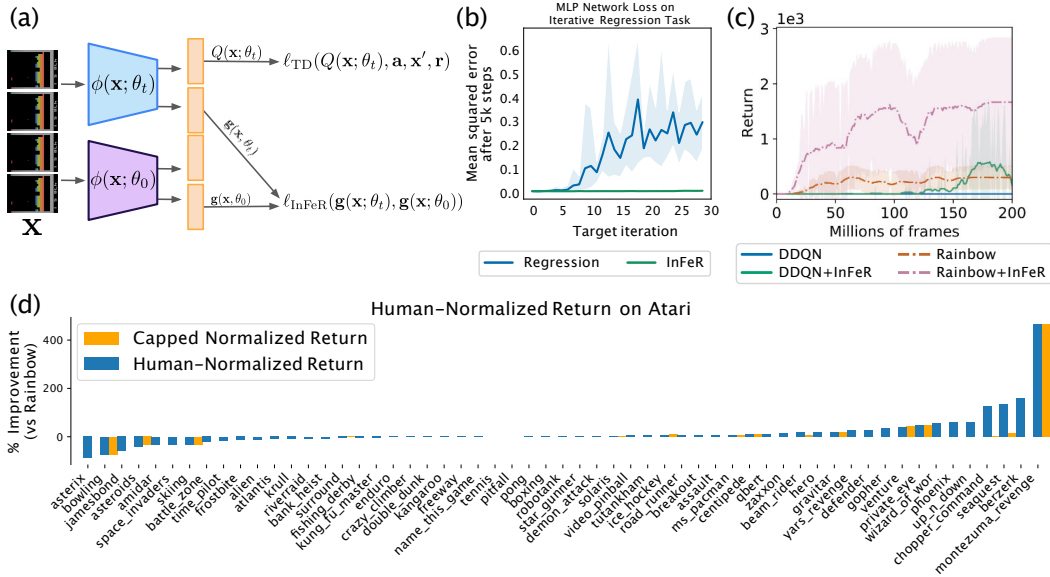 (a)
ϕ(x; θt)
ϕ(x; θ0)
x
Q(x; θt)
g(x, θt)
g(x, θ0)
ℓTD(Q(x; θt), a, x′, r)
ℓInFeR(g(x; θt), g(x; θ0))
(b)
MLP Network Loss on
Iterative Regression Task
Mean squared error
after 5k steps
0.6
0.5
0.4
0.3
0.2
0.1
0.0
0 5 10 15 20 25 30
Target iteration
Regression InFeR
(c)
1e3
Return
3
2
1
0
0 50 100 150 200
Millions of frames
DDQN Rainbow
DDQN+InFeR Rainbow+InFeR
(d)
Human-Normalized Return on Atari
% Improvement
(vs Rainbow)
400
200
0
Capped Normalized Return
Human-Normalized Return
asterix
bowling
jamesbond
asteroids
amidar
space_invaders
skiing
battle_zone
time_pilot
frostbite
alien
atlantis
krull
riverraid
bank_heist
surround
fishing_derby
kung_fu_master
enduro
crazy_climber
double_dunk
kangaroo
freeway
name_this_game
tennis
pitfall
pong
boxing
robotank
star_gunner
demon_attack
solaris
video_pinball
tutankham
ice_hockey
road_runner
breakout
assault
ms_pacman
centipede
qbert
zaxxon
beam_rider
hero
gravitar
yars_revenge
defender
gopher
venture
private_eye
wizard_of_wor
phoenix
up_n_down
chopper_command
seaquest
berzerk
montezuma_revenge